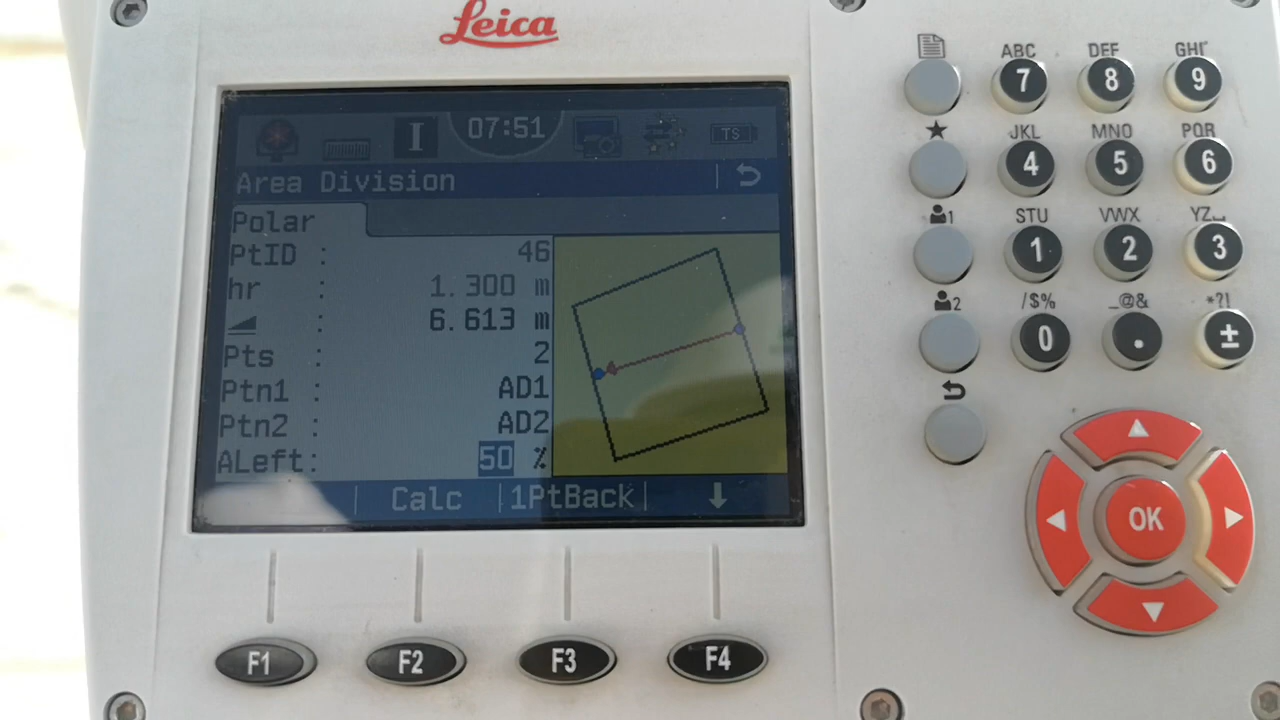 Leica
07:51
I
TS
Area Division
Polar
PtID : 46
hr : 1.300 m
: 6.613 m
Pts : 2
Ptn1 : AD1
Ptn2 : AD2
ALeft: 50 %
Calc 1PtBack
F1 F2 F3 F4
ABC DEF GHI
7 8 9
JKL MNO PQR
4 5 6
1 STU VWX YZ
1 2 3
2 /$% _@& *?!
0 . ±
OK